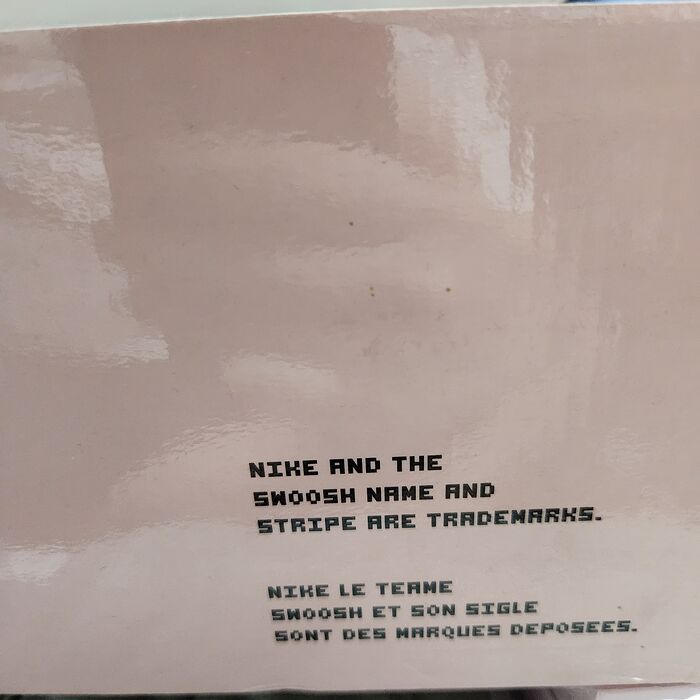 NIKE AND THE
SWOOSH NAME AND
STRIPE ARE TRADEMARKS.
NIKE LE TERME
SWOOSH ET SON SIGLE
SONT DES MARQUES DEPOSEES.